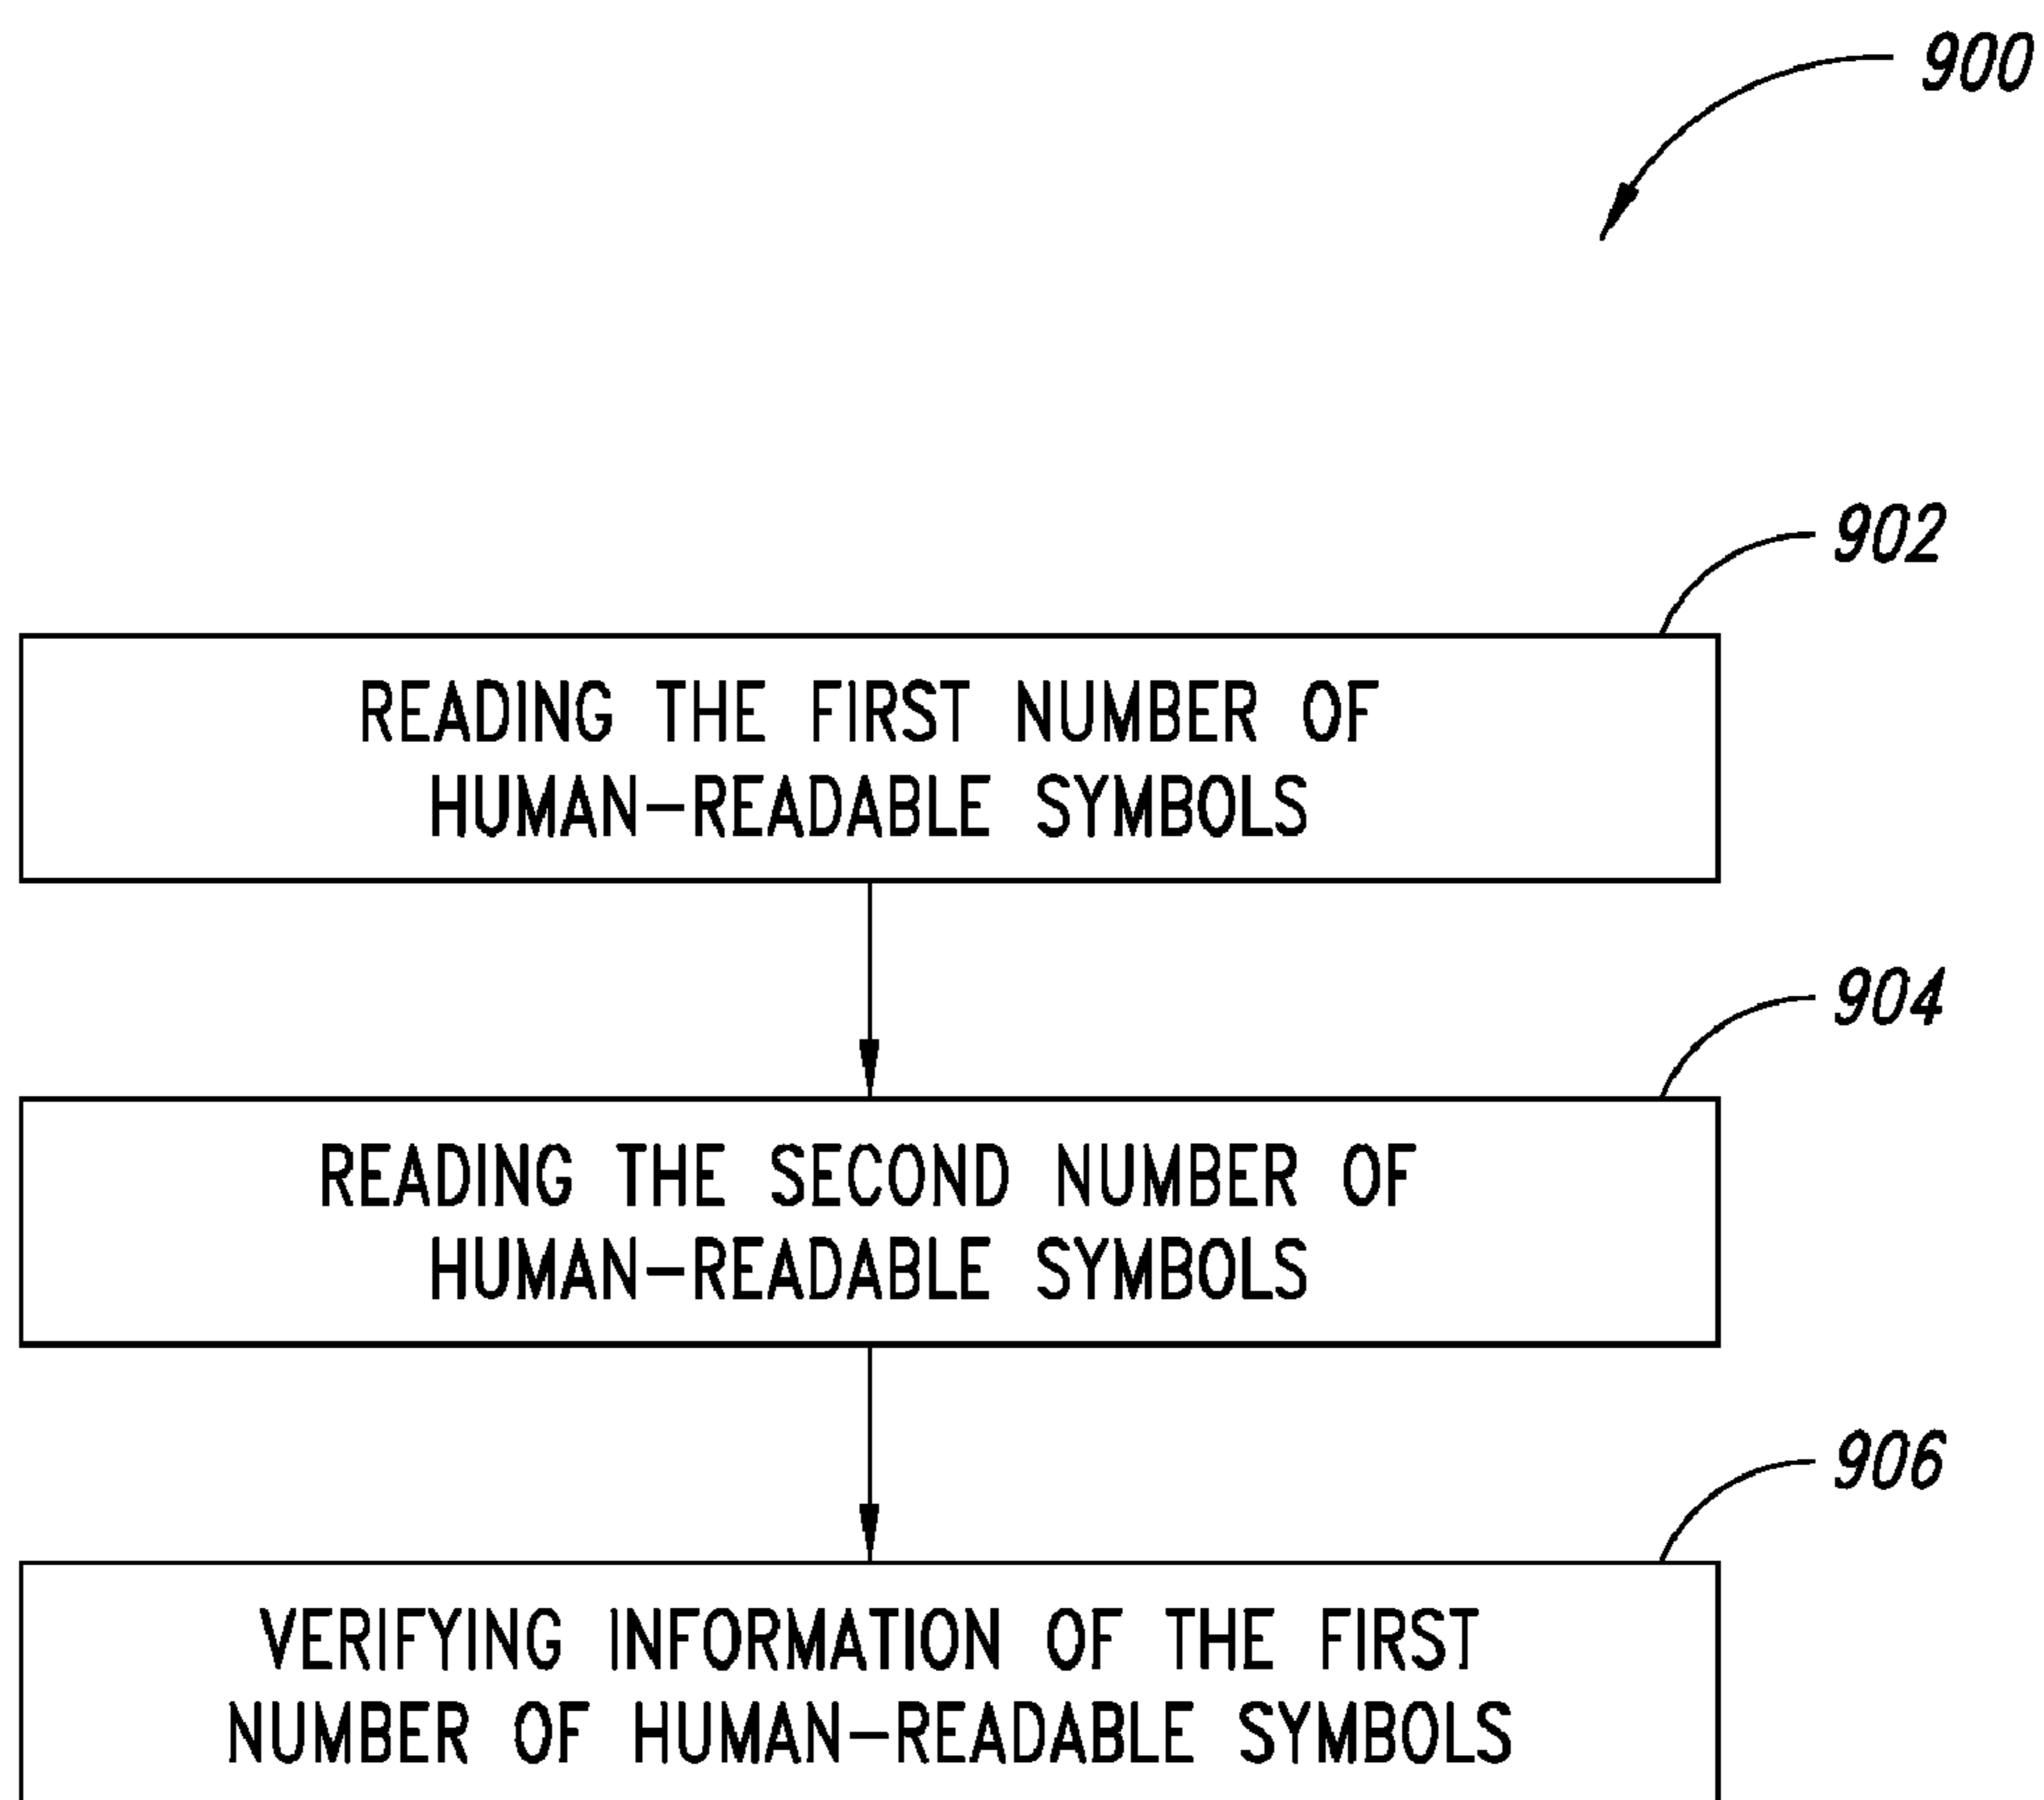 900
902
READING THE FIRST NUMBER OF
HUMAN-READABLE SYMBOLS
904
READING THE SECOND NUMBER OF
HUMAN-READABLE SYMBOLS
906
VERIFYING INFORMATION OF THE FIRST
NUMBER OF HUMAN-READABLE SYMBOLS